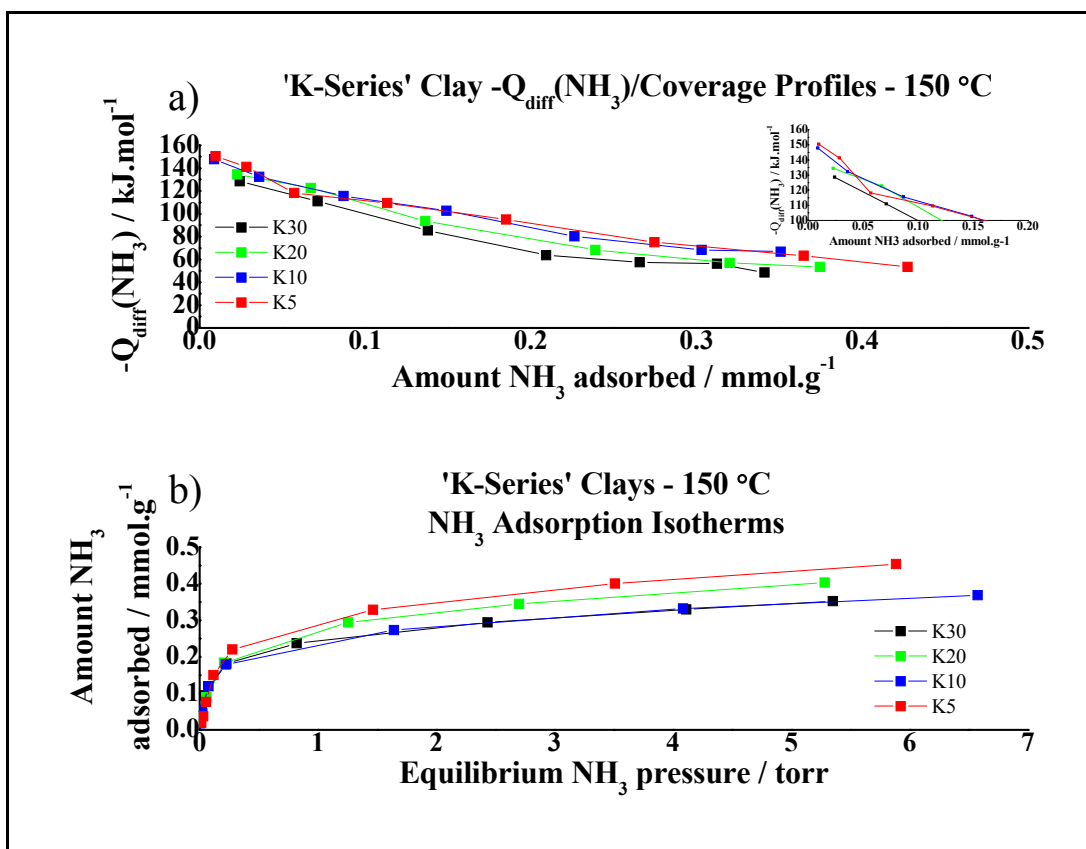 a)
'K-Series' Clay -Qdiff(NH3)/Coverage Profiles - 150 °C
-Qdiff(NH3) / kJ.mol-1
160
140
120
100
80
60
40
20
0
K30
K20
K10
K5
0.0 0.1 0.2 0.3 0.4 0.5
Amount NH3 adsorbed / mmol.g-1
-Qdiff(NH3) / kJ.mol-1
160
150
140
130
120
110
100
0.00 0.05 0.10 0.15 0.20
Amount NH3 adsorbed / mmol.g-1
b)
'K-Series' Clays - 150 °C
NH3 Adsorption Isotherms
Amount NH3
adsorbed / mmol.g-1
0.5
0.4
0.3
0.2
0.1
0.0
K30
K20
K10
K5
0 1 2 3 4 5 6 7
Equilibrium NH3 pressure / torr